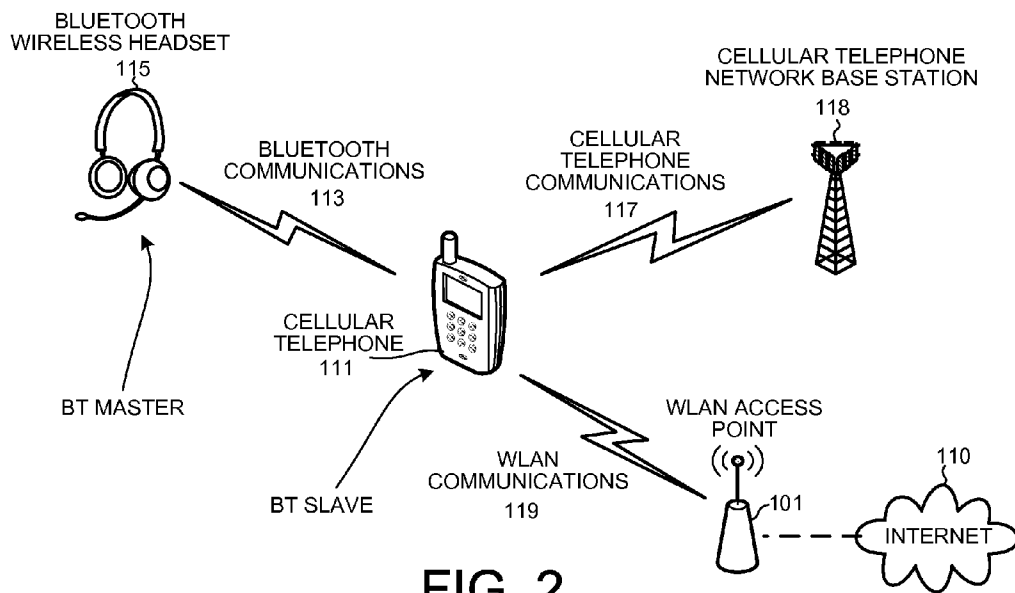 BLUETOOTH
WIRELESS HEADSET
115
BLUETOOTH
COMMUNICATIONS
113
CELLULAR
TELEPHONE
COMMUNICATIONS
117
CELLULAR TELEPHONE
NETWORK BASE STATION
118
CELLULAR
TELEPHONE
111
BT MASTER
BT SLAVE
WLAN
COMMUNICATIONS
119
WLAN ACCESS
POINT
101
110
INTERNET
FIG. 2